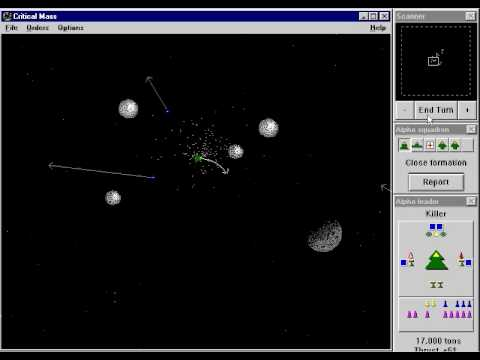 Critical Mass
File Orders Options Help
Scanner
- End Turn +
Alpha squadron
Close formation
Report
Alpha leader
Killer
17,000 tons
Thrust